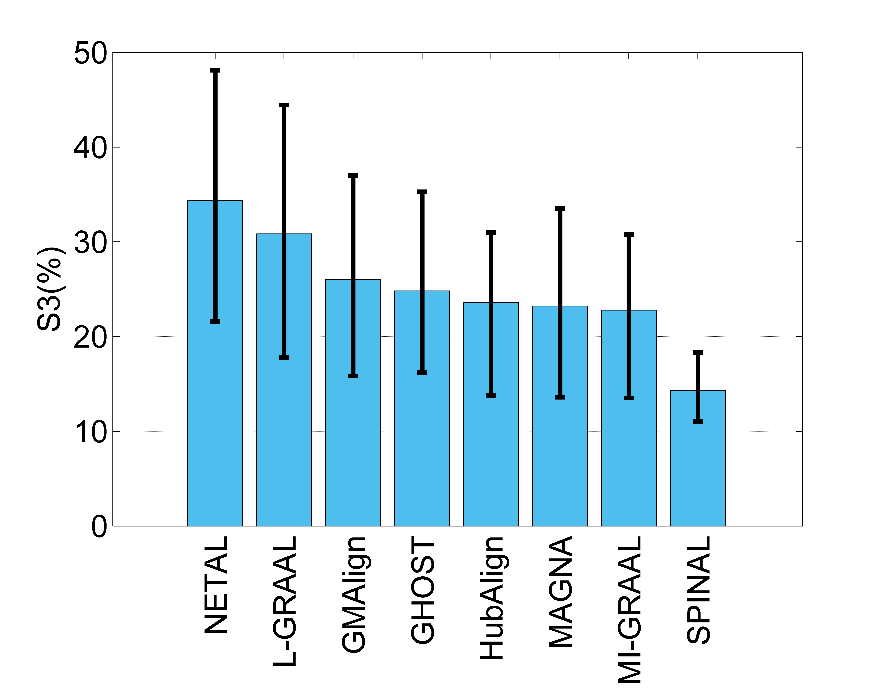 50
40
30
20
10
0
S3(%)
NETAL
L-GRAAL
GMAlign
GHOST
HubAlign
MAGNA
MI-GRAAL
SPINAL